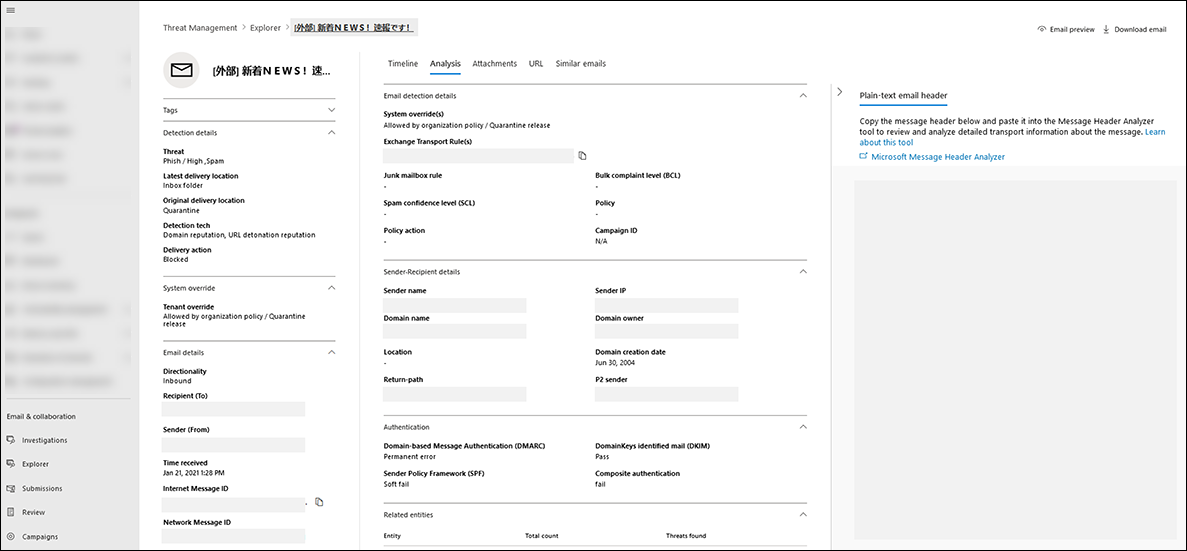 Threat Management > Explorer > [外部] 新着ＮＥＷＳ！ 速報です！
Email preview
Download email
[外部] 新着ＮＥＷＳ！ 速...
Tags
Detection details
Threat
Phish / High ,Spam
Latest delivery location
Inbox folder
Original delivery location
Quarantine
Detection tech
Domain reputation, URL detonation reputation
Delivery action
Blocked
System override
Tenant override
Allowed by organization policy / Quarantine
release
Email details
Directionality
Inbound
Recipient (To)
Sender (From)
Time received
Jan 21, 2021 1:28 PM
Internet Message ID
Network Message ID
Email & collaboration
Investigations
Explorer
Submissions
Review
Campaigns
Timeline Analysis Attachments URL Similar emails
Email detection details
System override(s)
Allowed by organization policy / Quarantine release
Exchange Transport Rule(s)
Junk mailbox rule Bulk complaint level (BCL)
- -
Spam confidence level (SCL) Policy
- -
Policy action Campaign ID
- N/A
Sender-Recipient details
Sender name Sender IP
Domain name Domain owner
Location Domain creation date
- Jun 30, 2004
Return-path P2 sender
Authentication
Domain-based Message Authentication (DMARC) DomainKeys identified mail (DKIM)
Permanent error Pass
Sender Policy Framework (SPF) Composite authentication
Soft fail fail
Related entities
Entity Total count Threats found
Plain-text email header
Copy the message header below and paste it into the Message Header Analyzer
tool to review and analyze detailed transport information about the message. Learn
about this tool
Microsoft Message Header Analyzer